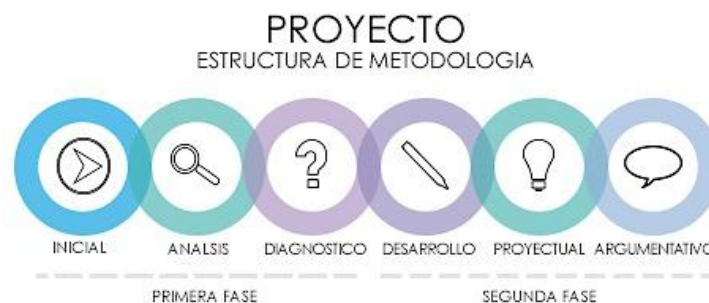 PROYECTO
ESTRUCTURA DE METODOLOGIA
INICIAL
ANALSIS
DIAGNOSTICO
DESARROLLO
PROYECTUAL
ARGUMENTATIVO
PRIMERA FASE
SEGUNDA FASE